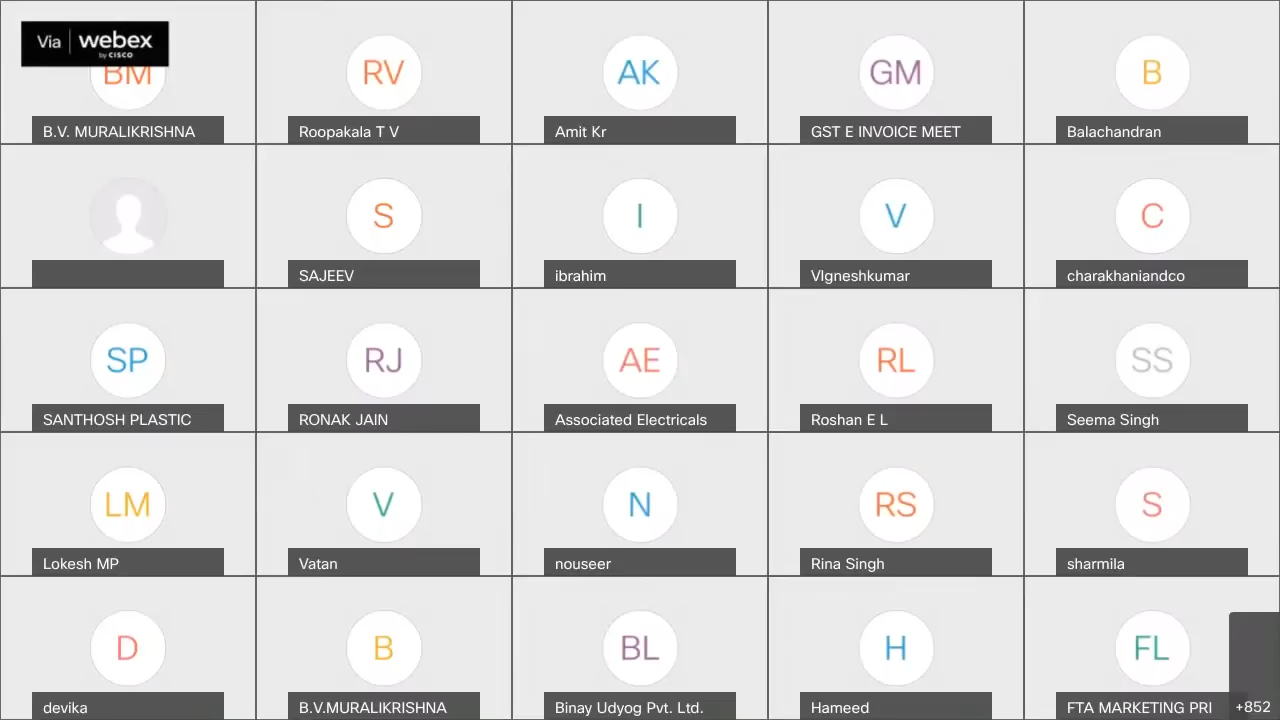 Via | webex
by CISCO
BM
RV
AK
GM
B
B.V. MURALIKRISHNA
Roopakala T V
Amit Kr
GST E INVOICE MEET
Balachandran
S
I
V
C
SAJEEV
ibrahim
VIgneshkumar
charakhaniandco
SP
RJ
AE
RL
SS
SANTHOSH PLASTIC
RONAK JAIN
Associated Electricals
Roshan E L
Seema Singh
LM
V
N
RS
S
Lokesh MP
Vatan
nouseer
Rina Singh
sharmila
D
B
BL
H
FL
devika
B.V.MURALIKRISHNA
Binay Udyog Pvt. Ltd.
Hameed
FTA MARKETING PRI
+852